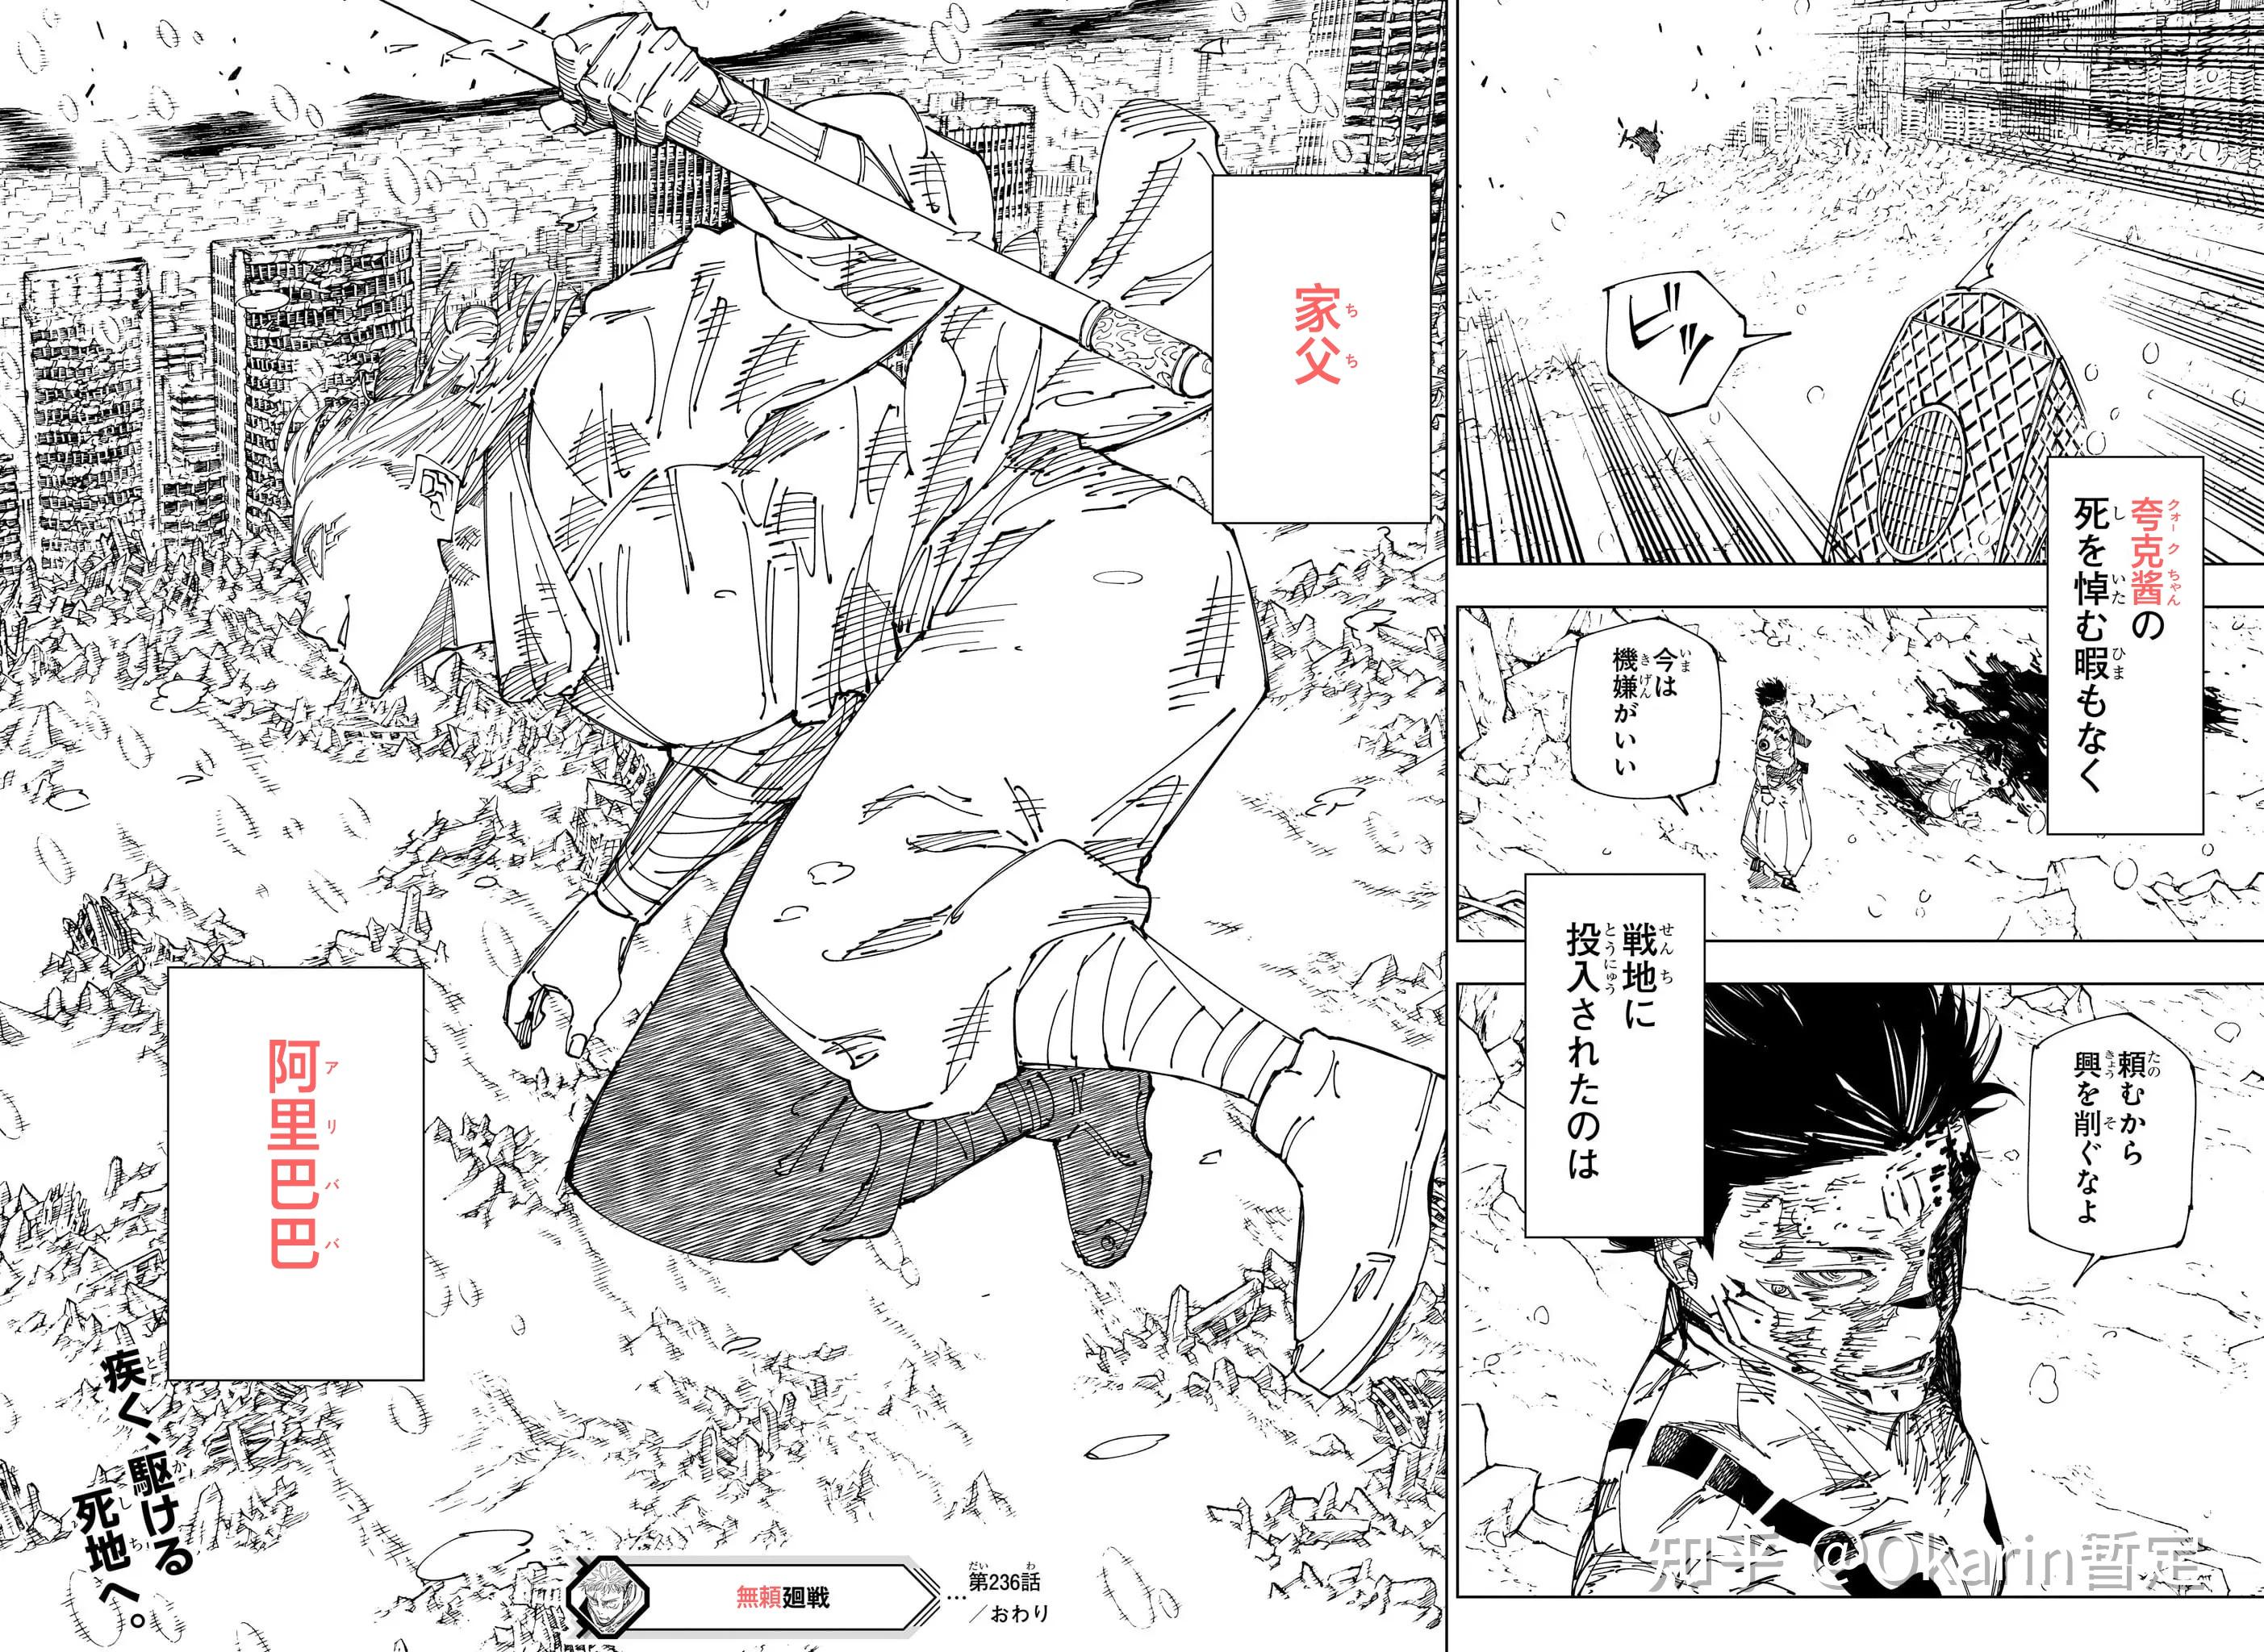 ビッ
夸克酱の
死を悼む暇もなく
今は
機嫌がいい
頼むから
興を削ぐなよ
戦地に
投入されたのは
家父
阿里巴巴
疾く、駆ける
死地へ。
無頼廻戦
…
第236話
／おわり
知乎 @Okarin暂定